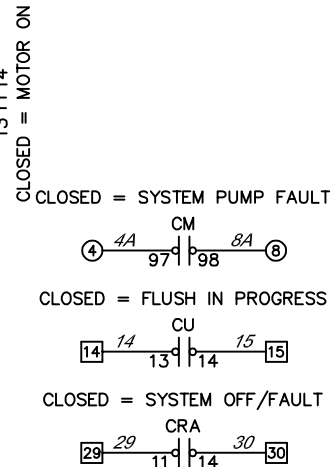 CLOSED = MOTOR ON
CLOSED = SYSTEM PUMP FAULT
CM
4 4A 97 98 8A 8
CLOSED = FLUSH IN PROGRESS
CU
14 14 13 14 15 15
CLOSED = SYSTEM OFF/FAULT
CRA
29 29 11 14 30 30